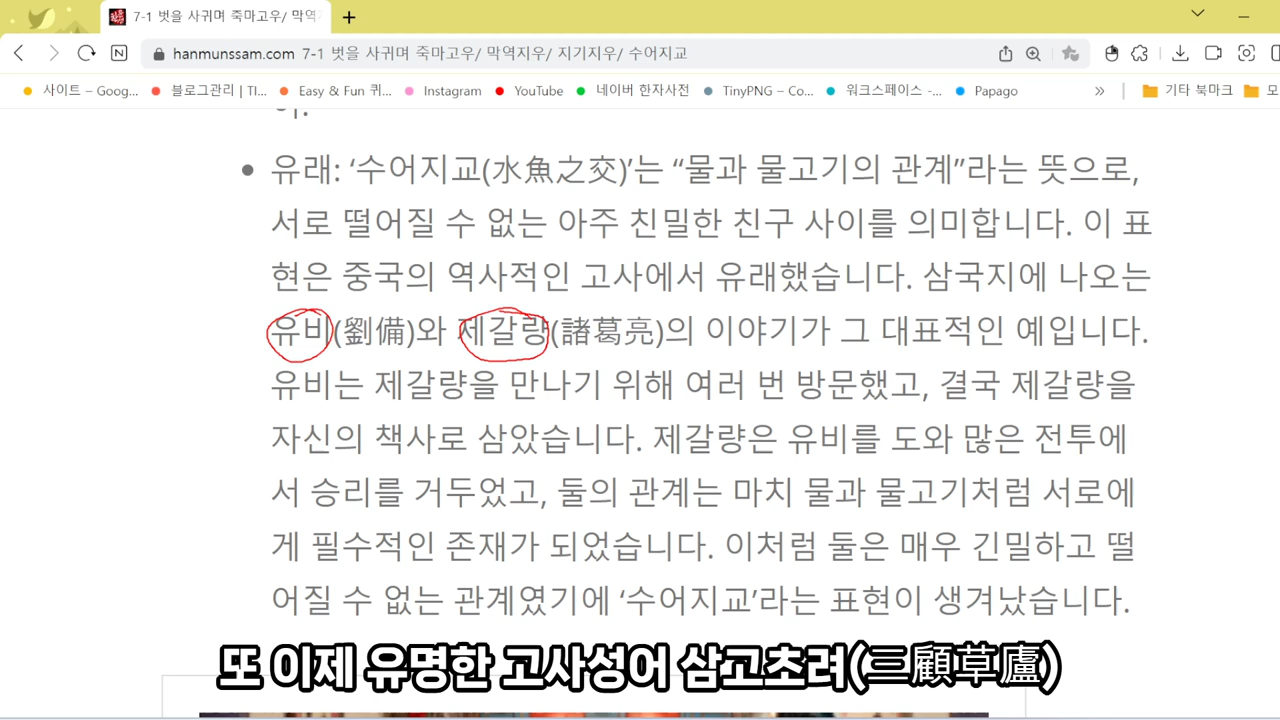 7-1 벗을 사귀며 죽마고우/ 막역지
hanmunssam.com 7-1 벗을 사귀며 죽마고우/ 막역지우/ 지기지우/ 수어지교
사이트 – Goog... 블로그관리 | TI... Easy & Fun 퀴... Instagram YouTube 네이버 한자사전 TinyPNG – Co... 워크스페이스 -... Papago » 기타 북마크 모
유래: ‘수어지교(水魚之交)’는 “물과 물고기의 관계”라는 뜻으로,
서로 떨어질 수 없는 아주 친밀한 친구 사이를 의미합니다. 이 표
현은 중국의 역사적인 고사에서 유래했습니다. 삼국지에 나오는
유비(劉備)와 제갈량(諸葛亮)의 이야기가 그 대표적인 예입니다.
유비는 제갈량을 만나기 위해 여러 번 방문했고, 결국 제갈량을
자신의 책사로 삼았습니다. 제갈량은 유비를 도와 많은 전투에
서 승리를 거두었고, 둘의 관계는 마치 물과 물고기처럼 서로에
게 필수적인 존재가 되었습니다. 이처럼 둘은 매우 긴밀하고 떨
어질 수 없는 관계였기에 ‘수어지교’라는 표현이 생겨났습니다.
또 이제 유명한 고사성어 삼고초려(三顧草廬)